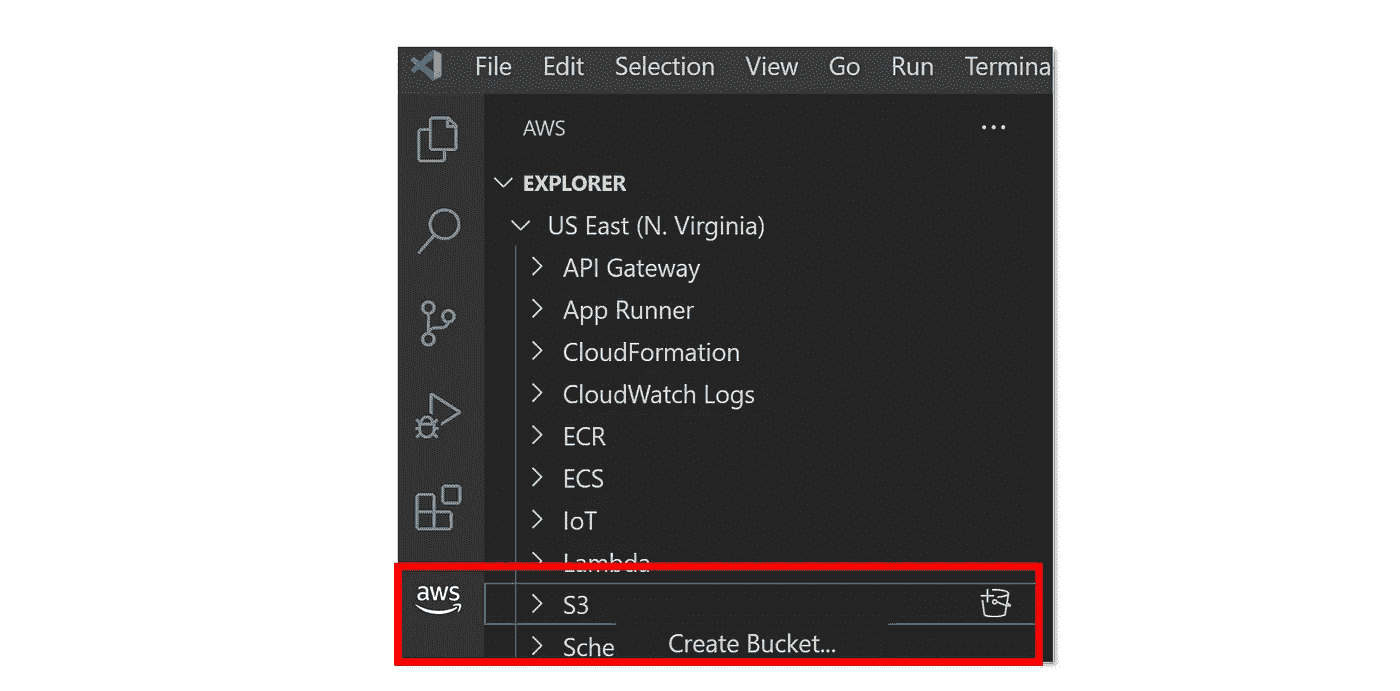 File Edit Selection View Go Run Termina
AWS
EXPLORER
US East (N. Virginia)
API Gateway
App Runner
CloudFormation
CloudWatch Logs
ECR
ECS
IoT
Lambda
aws
S3
Sche
Create Bucket...